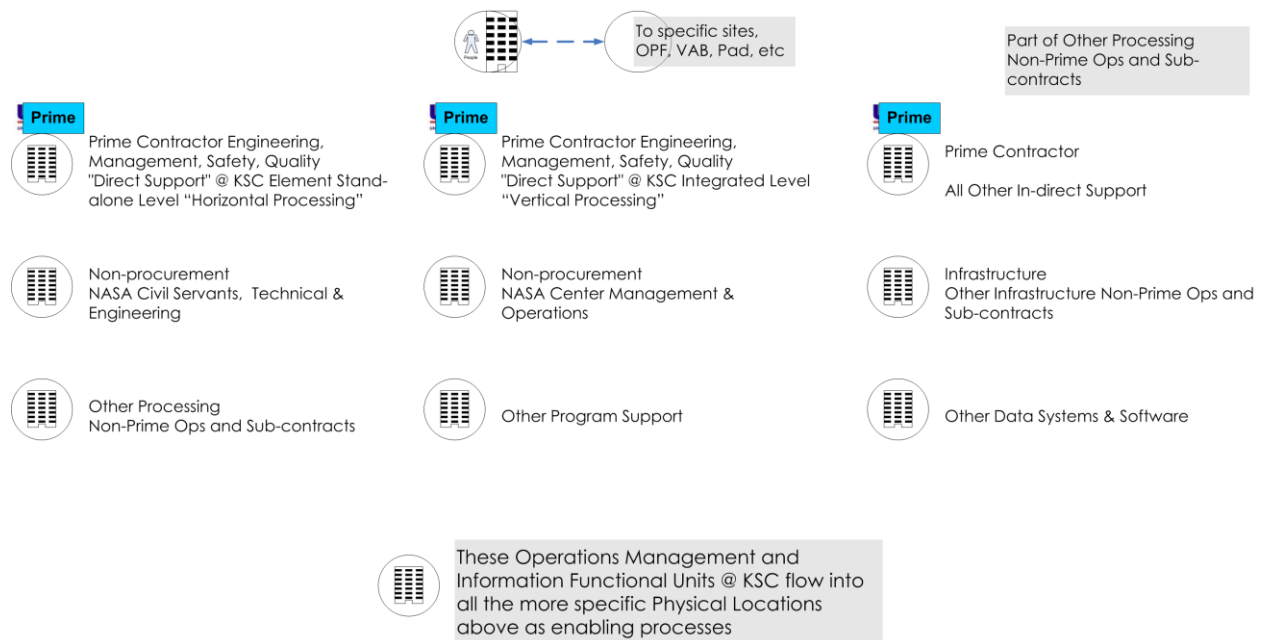 People
To specific sites,
OPF, VAB, Pad, etc
Part of Other Processing
Non-Prime Ops and Sub-
contracts
Prime
Prime Contractor Engineering,
Management, Safety, Quality
"Direct Support" @ KSC Element Stand-
alone Level “Horizontal Processing”
Prime
Prime Contractor Engineering,
Management, Safety, Quality
"Direct Support" @ KSC Integrated Level
“Vertical Processing”
Prime
Prime Contractor
All Other In-direct Support
Non-procurement
NASA Civil Servants, Technical &
Engineering
Non-procurement
NASA Center Management &
Operations
Infrastructure
Other Infrastructure Non-Prime Ops and
Sub-contracts
Other Processing
Non-Prime Ops and Sub-contracts
Other Program Support
Other Data Systems & Software
These Operations Management and
Information Functional Units @ KSC flow into
all the more specific Physical Locations
above as enabling processes